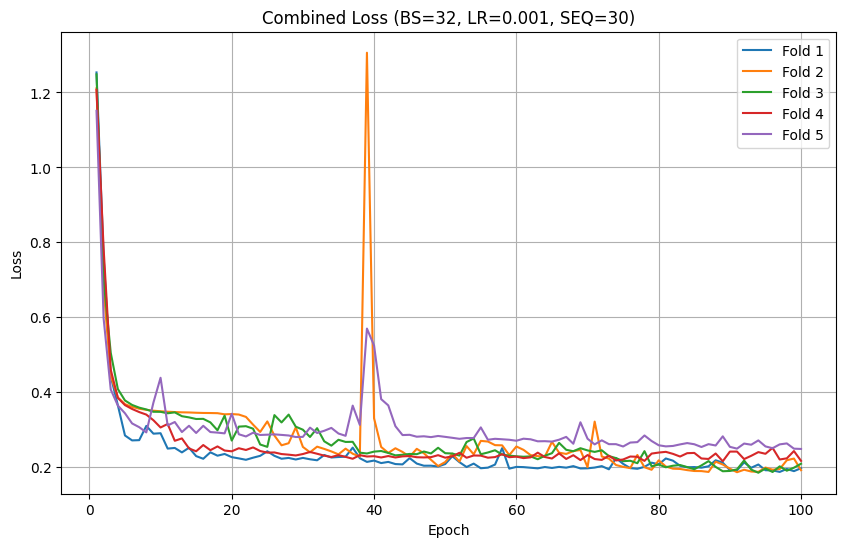 Combined Loss (BS=32, LR=0.001, SEQ=30)
Fold 1
Fold 2
Fold 3
Fold 4
Fold 5
Loss
1.2
1.0
0.8
0.6
0.4
0.2
0 20 40 60 80 100
Epoch